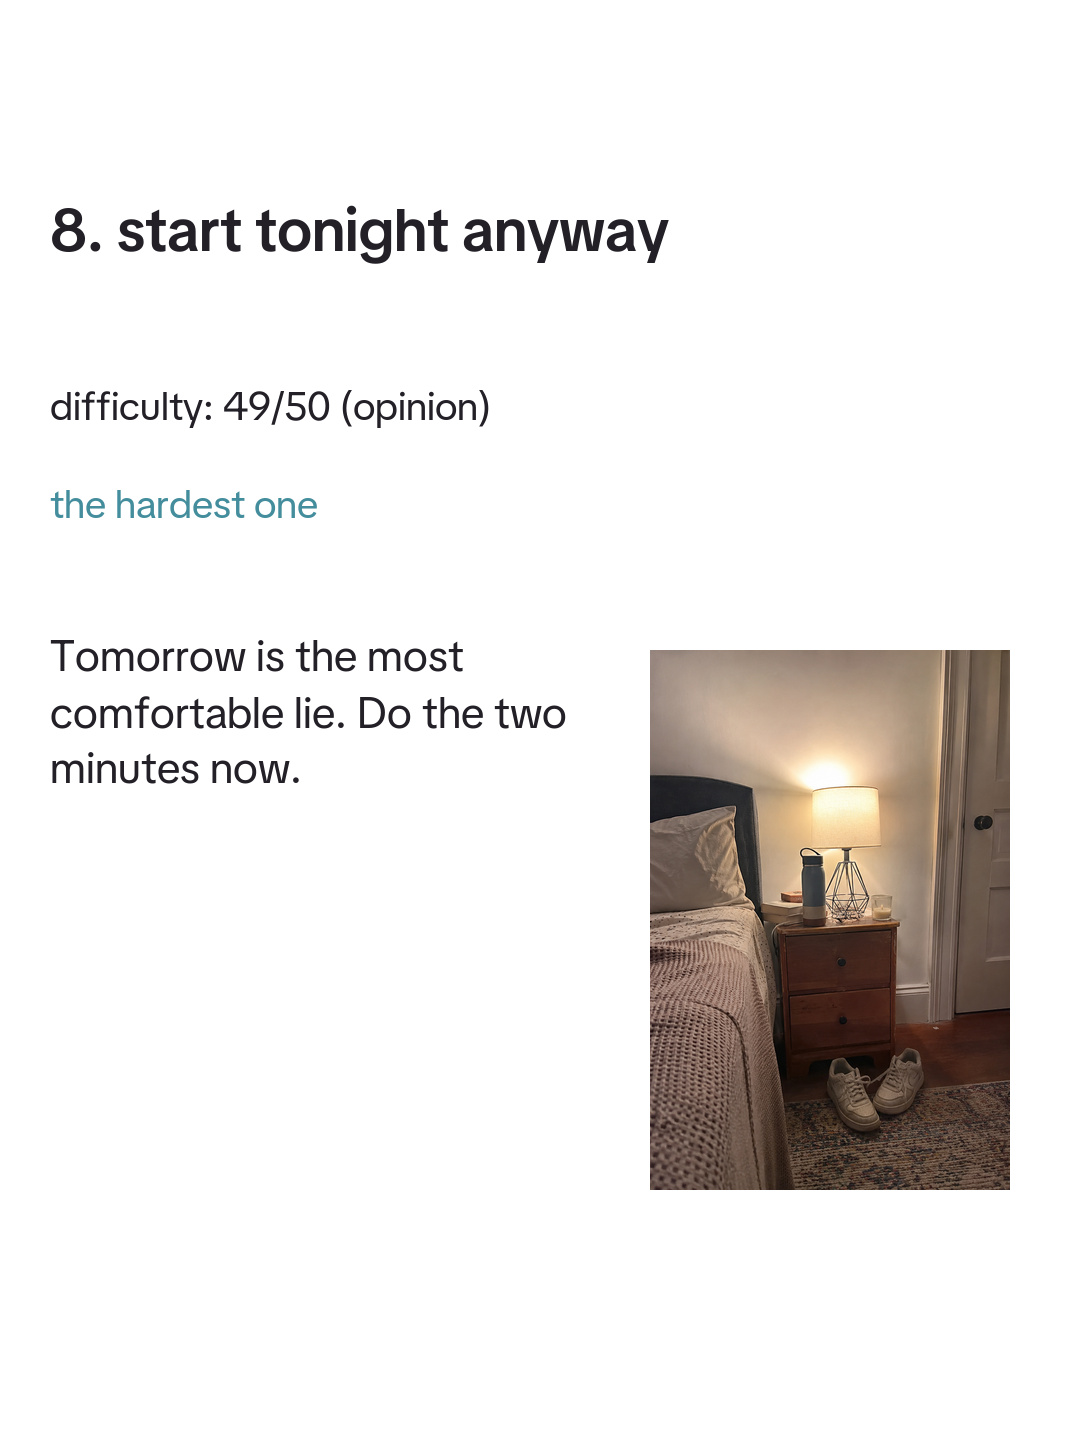 8. start tonight anyway
difficulty: 49/50 (opinion)
the hardest one
Tomorrow is the most
comfortable lie. Do the two
minutes now.